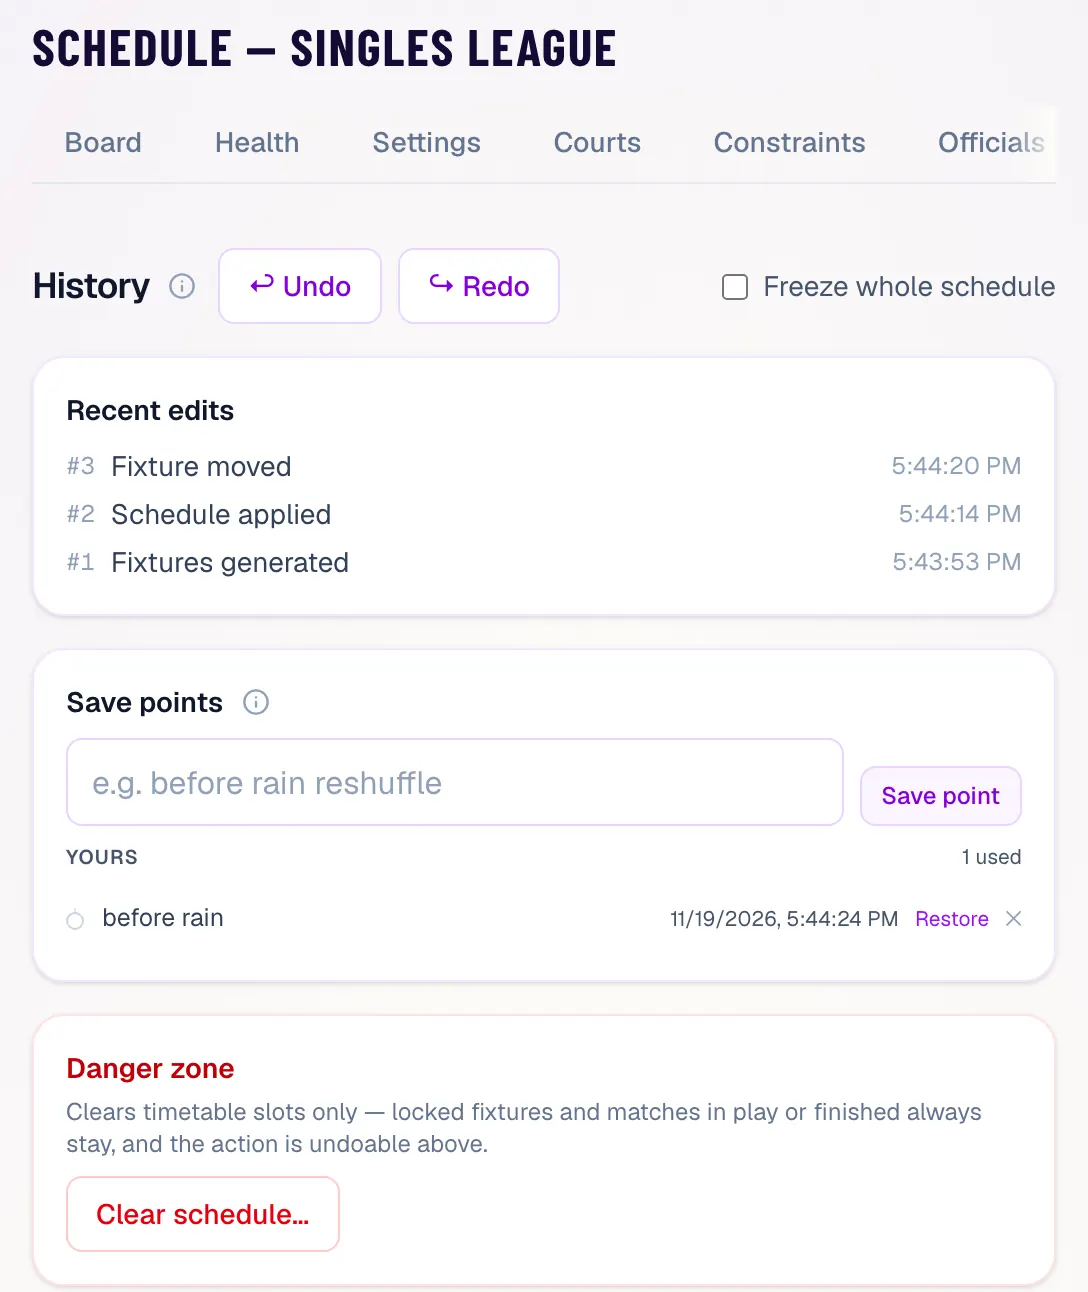 SCHEDULE — SINGLES LEAGUE
Board Health Settings Courts Constraints Officials
History Undo Redo Freeze whole schedule
Recent edits
#3 Fixture moved 5:44:20 PM
#2 Schedule applied 5:44:14 PM
#1 Fixtures generated 5:43:53 PM
Save points
e.g. before rain reshuffle
Save point
YOURS 1 used
before rain 11/19/2026, 5:44:24 PM Restore
Danger zone
Clears timetable slots only — locked fixtures and matches in play or finished always
stay, and the action is undoable above.
Clear schedule...